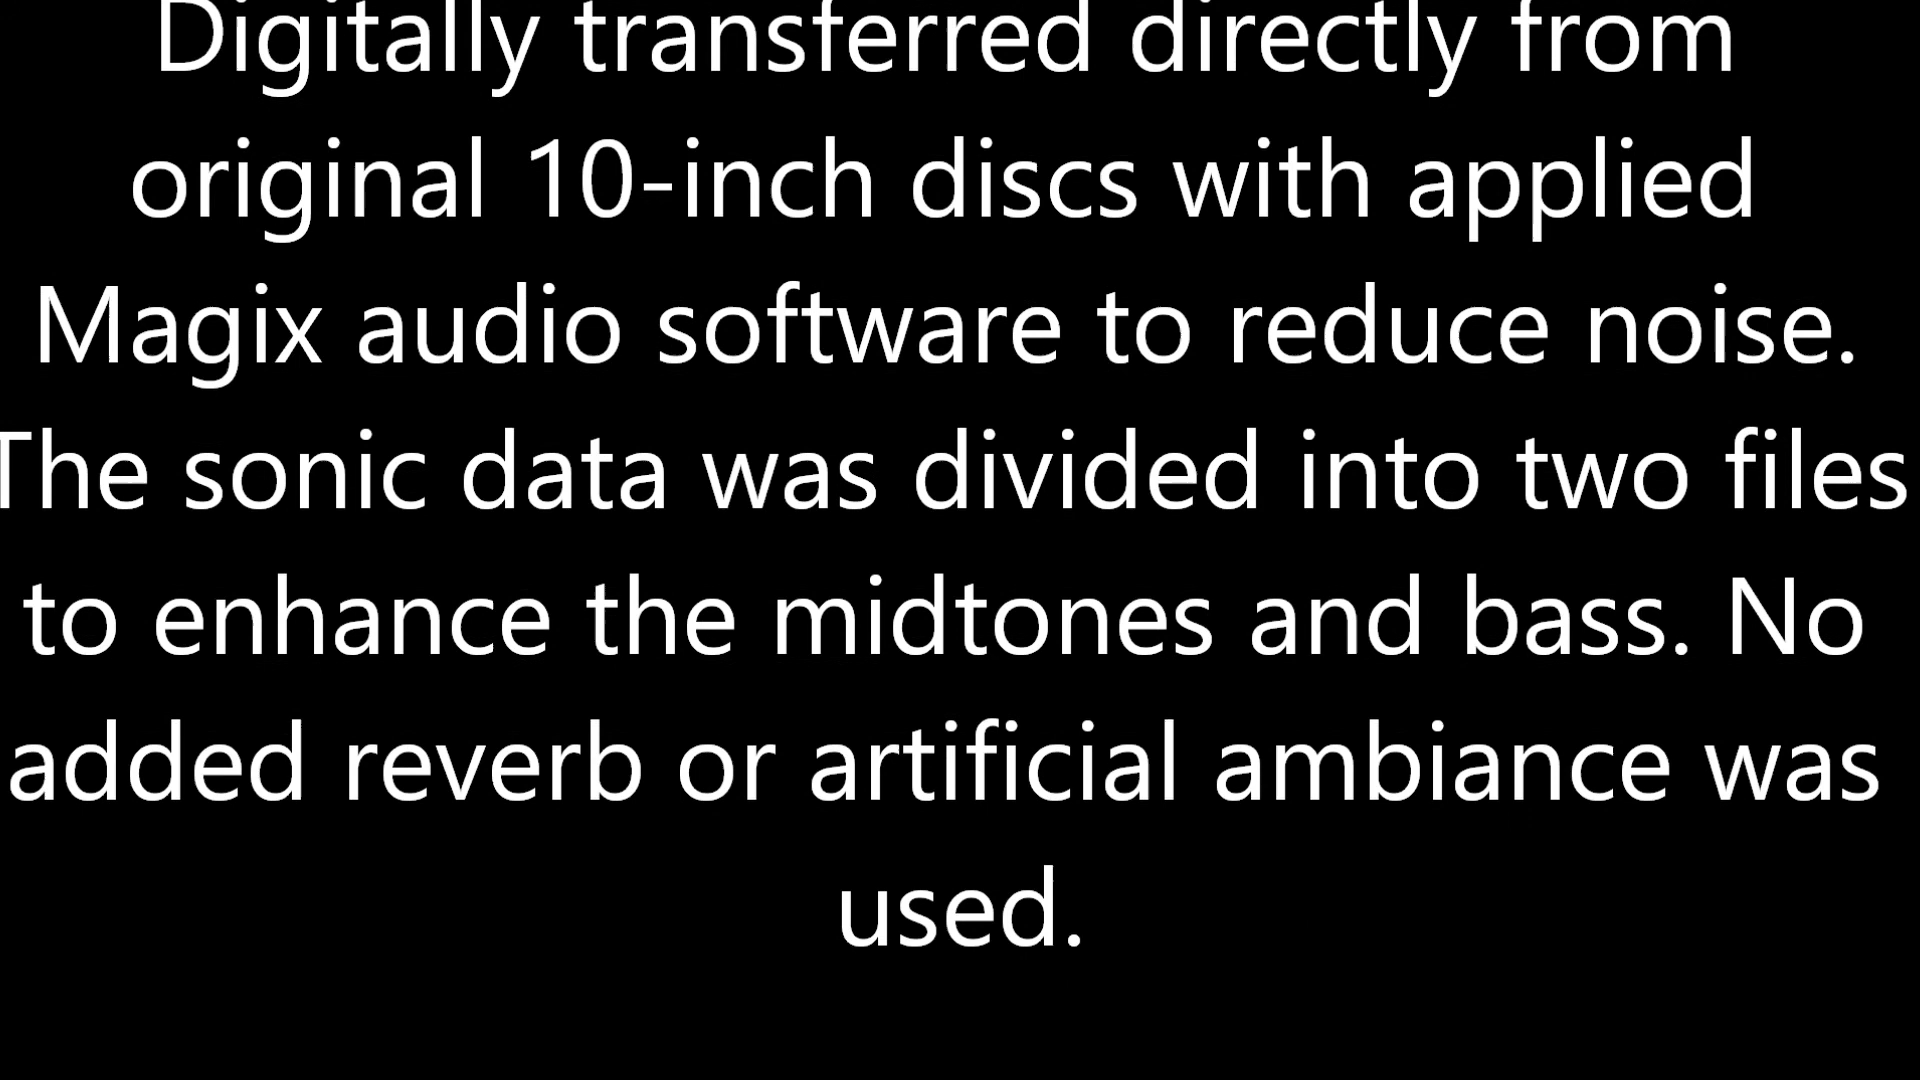 Digitally transferred directly from
original 10-inch discs with applied
Magix audio software to reduce noise.
The sonic data was divided into two files
to enhance the midtones and bass. No
added reverb or artificial ambiance was
used.